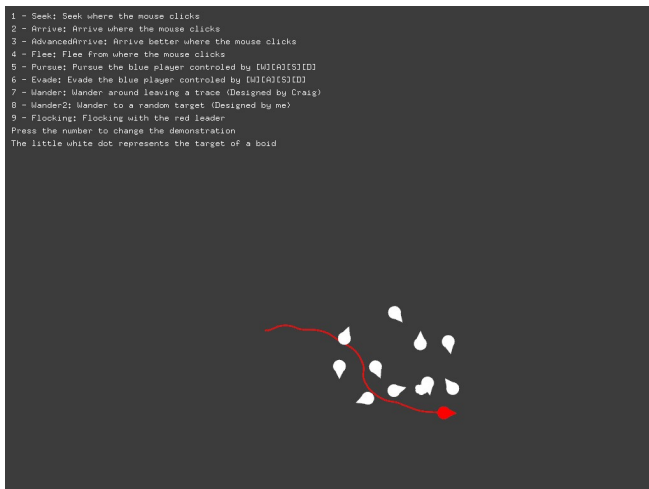 1 - Seek: Seek where the mouse clicks
2 - Arrive: Arrive where the mouse clicks
3 - AdvancedArrive: Arrive better where the mouse clicks
4 - Flee: Flee from where the mouse clicks
5 - Pursue: Pursue the blue player controled by [W][A][S][D]
6 - Evade: Evade the blue player controled by [W][A][S][D]
7 - Wander: Wander around leaving a trace (Designed by Craig)
8 - Wander2: Wander to a random target (Designed by me)
9 - Flocking: Flocking with the red leader
Press the number to change the demonstration
The little white dot represents the target of a boid